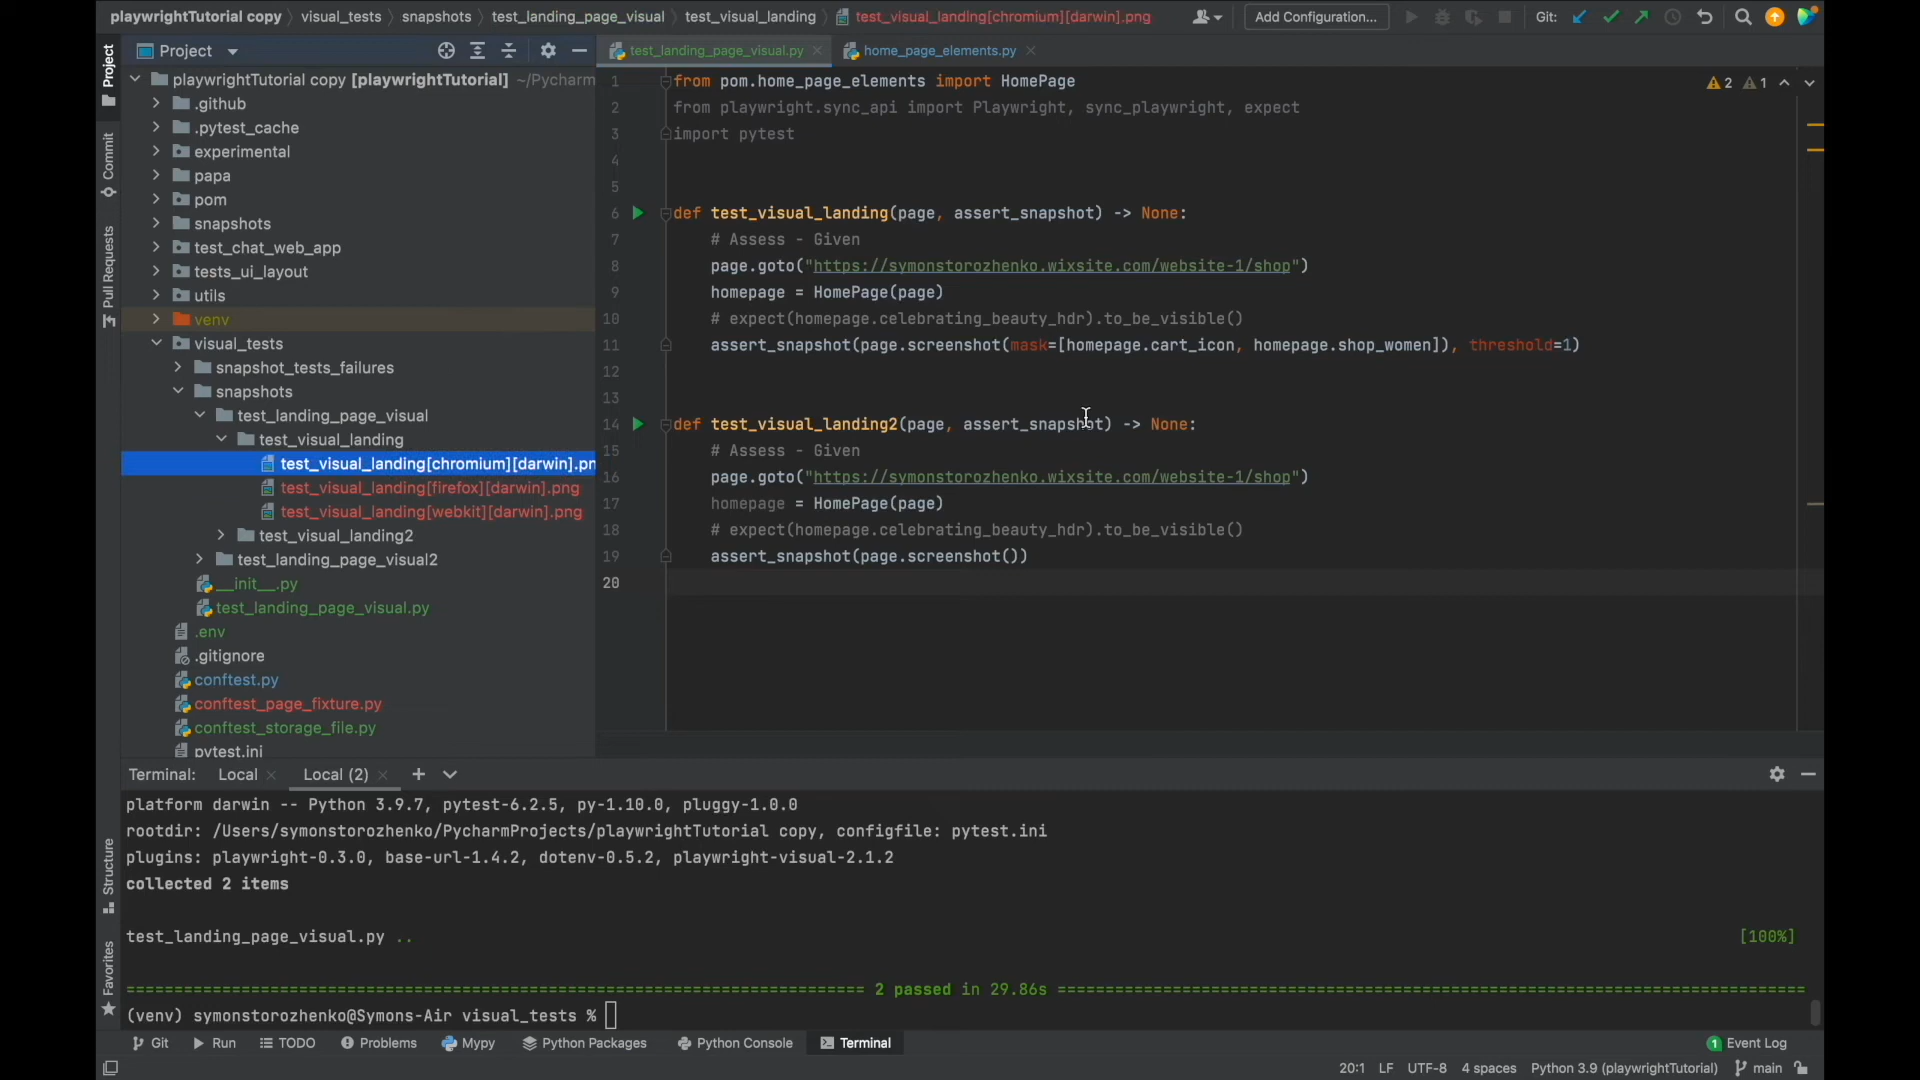 playwrightTutorial copy visual_tests snapshots test_landing_page_visual test_visual_landing test_visual_landing[chromium][darwin].png Add Configuration... Git:
Project test_landing_page_visual.py home_page_elements.py
Project
Commit
Pull Requests
Structure
Favorites
playwrightTutorial copy [playwrightTutorial] ~/Pycharm
.github
.pytest_cache
experimental
papa
pom
snapshots
test_chat_web_app
tests_ui_layout
utils
venv
visual_tests
snapshot_tests_failures
snapshots
test_landing_page_visual
test_visual_landing
test_visual_landing[chromium][darwin].pn
test_visual_landing[firefox][darwin].png
test_visual_landing[webkit][darwin].png
test_visual_landing2
test_landing_page_visual2
__init__.py
test_landing_page_visual.py
.env
.gitignore
conftest.py
conftest_page_fixture.py
conftest_storage_file.py
pytest.ini
2 1
1 from pom.home_page_elements import HomePage
2 from playwright.sync_api import Playwright, sync_playwright, expect
3 import pytest
4
5
6 def test_visual_landing(page, assert_snapshot) -> None:
7 # Assess - Given
8 page.goto("https://symonstorozhenko.wixsite.com/website-1/shop")
9 homepage = HomePage(page)
10 # expect(homepage.celebrating_beauty_hdr).to_be_visible()
11 assert_snapshot(page.screenshot(mask=[homepage.cart_icon, homepage.shop_women]), threshold=1)
12
13
14 def test_visual_landing2(page, assert_snapshot) -> None:
15 # Assess - Given
16 page.goto("https://symonstorozhenko.wixsite.com/website-1/shop")
17 homepage = HomePage(page)
18 # expect(homepage.celebrating_beauty_hdr).to_be_visible()
19 assert_snapshot(page.screenshot())
20
Terminal: Local Local (2)
platform darwin -- Python 3.9.7, pytest-6.2.5, py-1.10.0, pluggy-1.0.0
rootdir: /Users/symonstorozhenko/PycharmProjects/playwrightTutorial copy, configfile: pytest.ini
plugins: playwright-0.3.0, base-url-1.4.2, dotenv-0.5.2, playwright-visual-2.1.2
collected 2 items
test_landing_page_visual.py .. [100%]
=============================================================================== 2 passed in 29.86s ================================================================================
(venv) symonstorozhenko@Symons-Air visual_tests %
Git Run TODO Problems Mypy Python Packages Python Console Terminal 1 Event Log
20:1 LF UTF-8 4 spaces Python 3.9 (playwrightTutorial) main